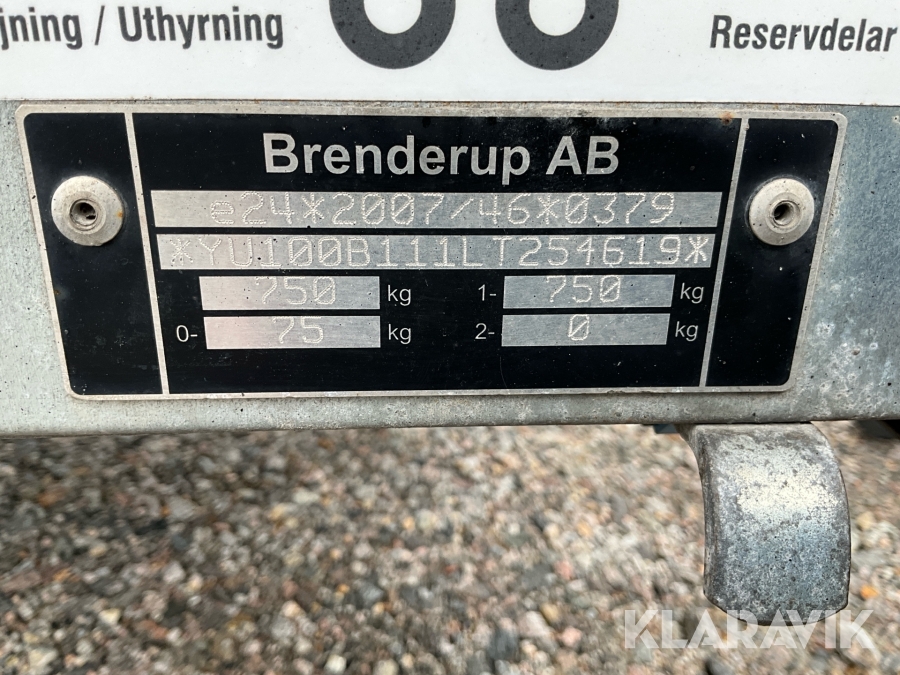 jning / Uthyrning
Reservdelar
Brenderup AB
e24*2007/46*0379
*YU100B111LT254619*
750 kg 1- 750 kg
0- 75 kg 2- 0 kg
KLARAVIK